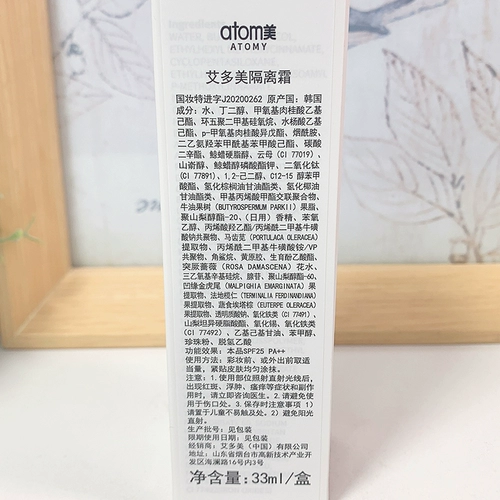 atom美
ATOMY
艾多美隔离霜
国妆特进字J20200262 原产国：韩国
成分：水、丁二醇、甲氧基肉桂酸乙基
己酯、环五聚二甲基硅氧烷、水杨酸乙基
己酯、p-甲氧基肉桂酸异戊酯、烟酰胺、
二乙氨羟苯甲酰基苯甲酸己酯、碳酸
二辛酯、鲸蜡硬脂醇、云母（CI 77019）、
山嵛醇、鲸蜡醇磷酸酯钾、二氧化钛
（CI 77891）、1,2-己二醇、C12-15 醇苯甲
酸酯、氢化棕榈油甘油酯类、氢化椰油
甘油酯类、甲基丙烯酸甲酯交联聚合物、
牛油果树（BUTYROSPERMUM PARKII）果脂、
聚山梨醇酯-20、（日用）香精、苯氧
乙醇、丙烯酸羟乙酯/丙烯酰二甲基牛磺
酸钠共聚物、马齿苋（PORTULACA OLERACEA）
提取物、丙烯酰二甲基牛磺酸铵/VP
共聚物、角鲨烷、黄原胶、生育酚乙酸酯、
突厥蔷薇（ROSA DAMASCENA）花水、
三乙氧基辛基硅烷、腺苷、聚山梨醇酯-60、
凹缘金虎尾（MALPIGHIA EMARGINATA）果
提取物、法地榄仁（TERMINALIA FERDINANDIANA）
果提取物、蔬食埃塔棕（EUTERPE OLERACEA）
果提取物、透明质酸钠、氧化铁类（CI 77491）、
山梨坦异硬脂酸酯、氧化锡、氧化铁类
（CI 77492）、乙基己基甘油、苯甲醇、
珍珠粉、脱氢乙酸
功能效果：本品SPF25 PA++
使用方法：彩妆前、或外出前取适
当量，紧贴皮肤均匀涂抹。
注意：1.使用部位照射直射光线后，
出现红斑、浮肿、瘙痒等症状和副作
用时，请立即咨询医生。2.请避免使
用于伤口处。3.保存时注意事项 1）
请置于儿童不易触及处。2）避免阳光
直射。
生产批号：见包装
限期使用日期：见包装
经销商：艾多美（中国）有限公司
地址：山东省烟台市高新技术产业开
发区海澜路16号内3号
净含量：33ml/盒